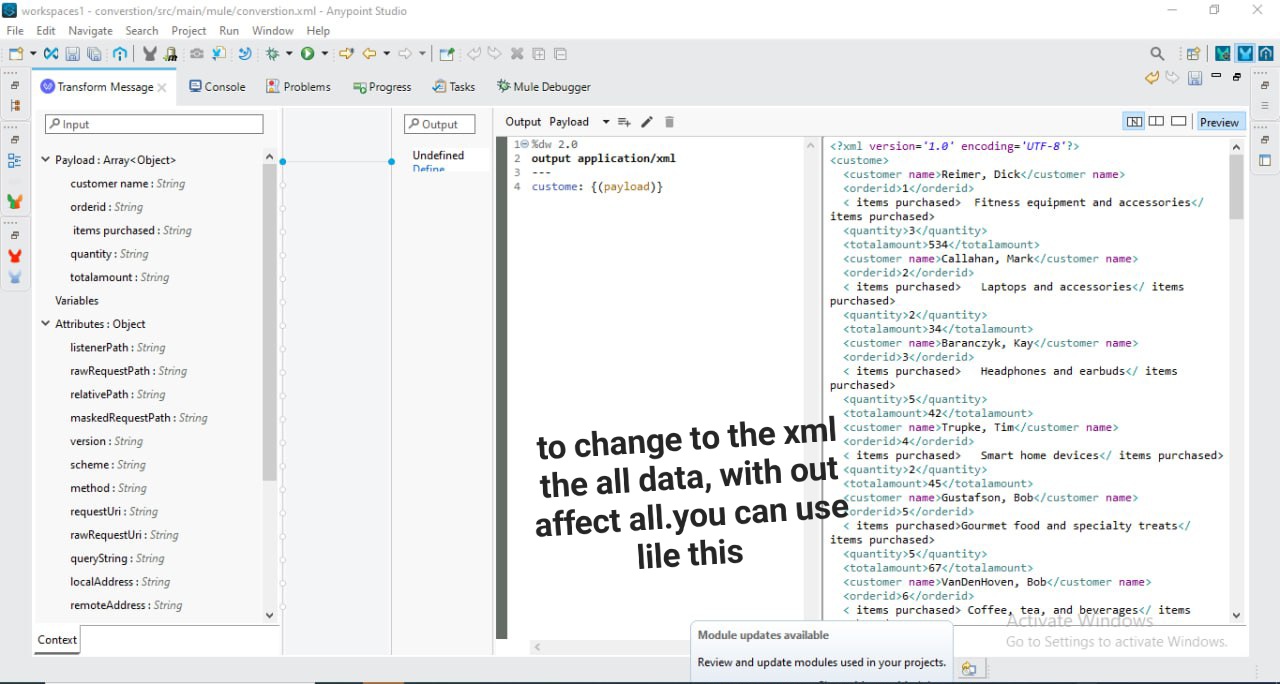 workspaces1 - converstion/src/main/mule/converstion.xml - Anypoint Studio
File Edit Navigate Search Project Run Window Help
Transform Message Console Problems Progress Tasks Mule Debugger
Input
Payload : Array<Object>
customer name : String
orderid : String
items purchased : String
quantity : String
totalamount : String
Variables
Attributes : Object
listenerPath : String
rawRequestPath : String
relativePath : String
maskedRequestPath : String
version : String
scheme : String
method : String
requestUri : String
rawRequestUri : String
queryString : String
localAddress : String
remoteAddress : String
Context
Output
Undefined
Define
Output Payload
Preview
1 %dw 2.0
2 output application/xml
3 ---
4 custome: {(payload)}
<?xml version='1.0' encoding='UTF-8'?>
<custome>
<customer name>Reimer, Dick</customer name>
<orderid>1</orderid>
< items purchased>  Fitness equipment and accessories</
items purchased>
<quantity>3</quantity>
<totalamount>534</totalamount>
<customer name>Callahan, Mark</customer name>
<orderid>2</orderid>
< items purchased>   Laptops and accessories</ items
purchased>
<quantity>2</quantity>
<totalamount>34</totalamount>
<customer name>Baranczyk, Kay</customer name>
<orderid>3</orderid>
< items purchased>   Headphones and earbuds</ items
purchased>
<quantity>5</quantity>
<totalamount>42</totalamount>
<customer name>Trupke, Tim</customer name>
<orderid>4</orderid>
< items purchased>   Smart home devices</ items purchased>
<quantity>2</quantity>
<totalamount>45</totalamount>
<customer name>Gustafson, Bob</customer name>
<orderid>5</orderid>
< items purchased>Gourmet food and specialty treats</
items purchased>
<quantity>5</quantity>
<totalamount>67</totalamount>
<customer name>VanDenHoven, Bob</customer name>
<orderid>6</orderid>
< items purchased> Coffee, tea, and beverages</ items
to change to the xml
the all data, with out
affect all.you can use
lile this
Module updates available
Review and update modules used in your projects.
Activate Windows
Go to Settings to activate Windows.